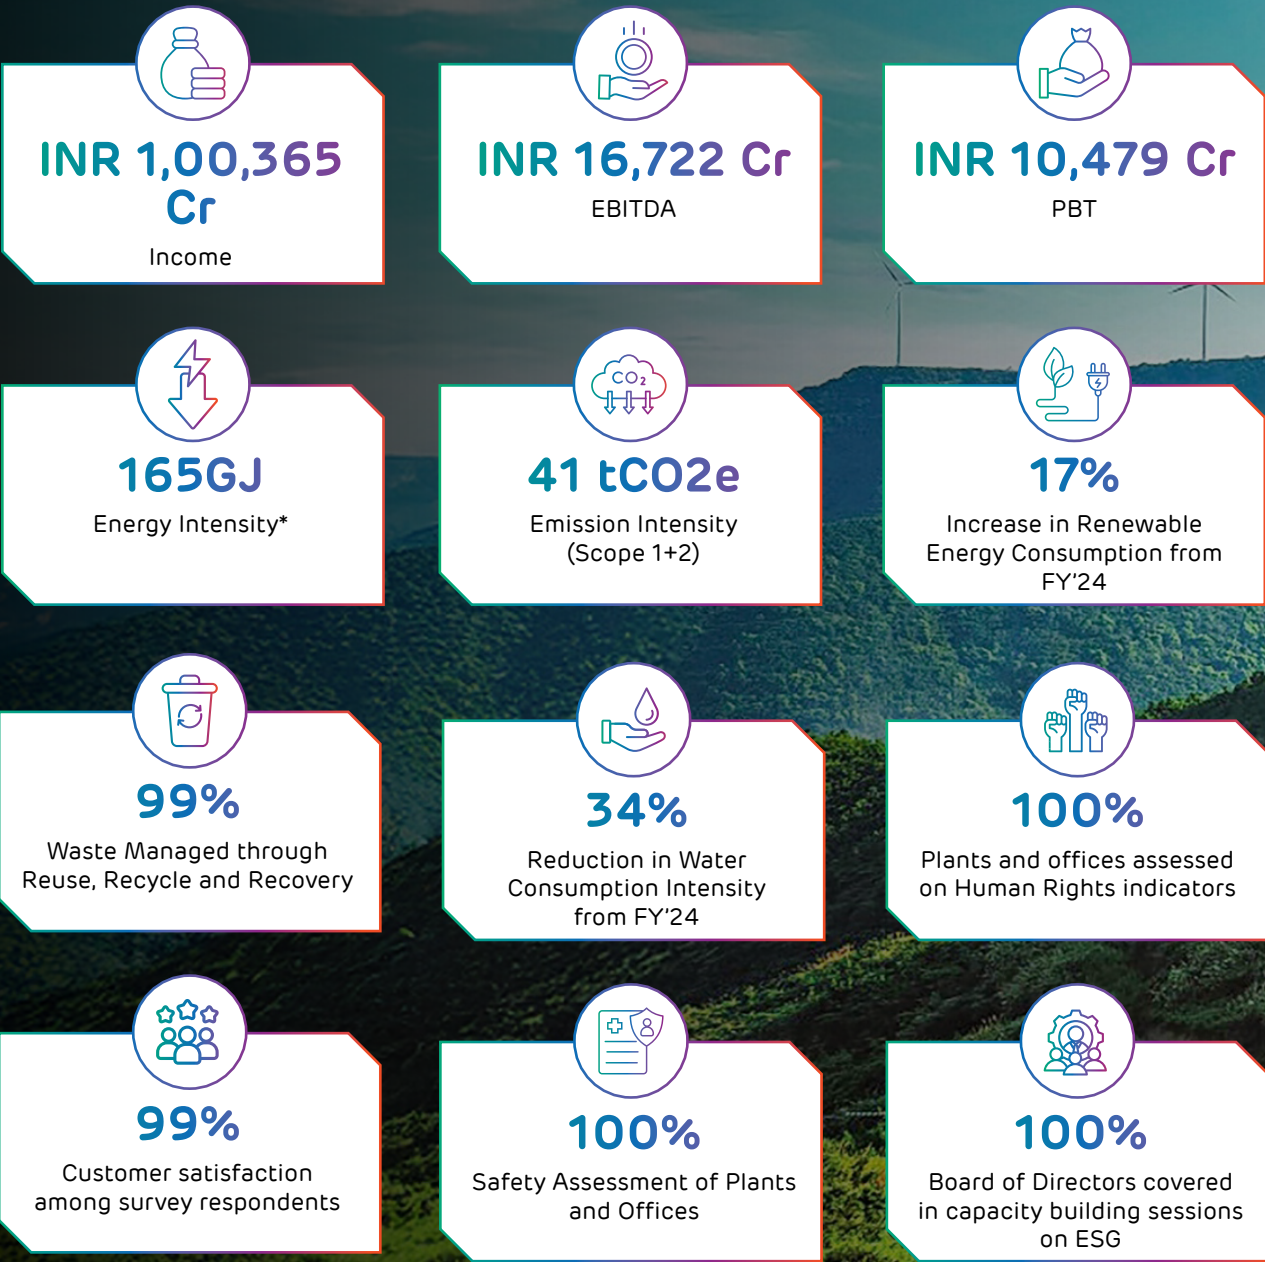 INR 1,00,365
Cr
Income
INR 16,722 Cr
EBITDA
INR 10,479 Cr
PBT
165GJ
Energy Intensity*
CO2
41 tCO2e
Emission Intensity
(Scope 1+2)
17%
Increase in Renewable
Energy Consumption from
FY'24
99%
Waste Managed through
Reuse, Recycle and Recovery
34%
Reduction in Water
Consumption Intensity
from FY'24
100%
Plants and offices assessed
on Human Rights indicators
99%
Customer satisfaction
among survey respondents
100%
Safety Assessment of Plants
and Offices
100%
Board of Directors covered
in capacity building sessions
on ESG